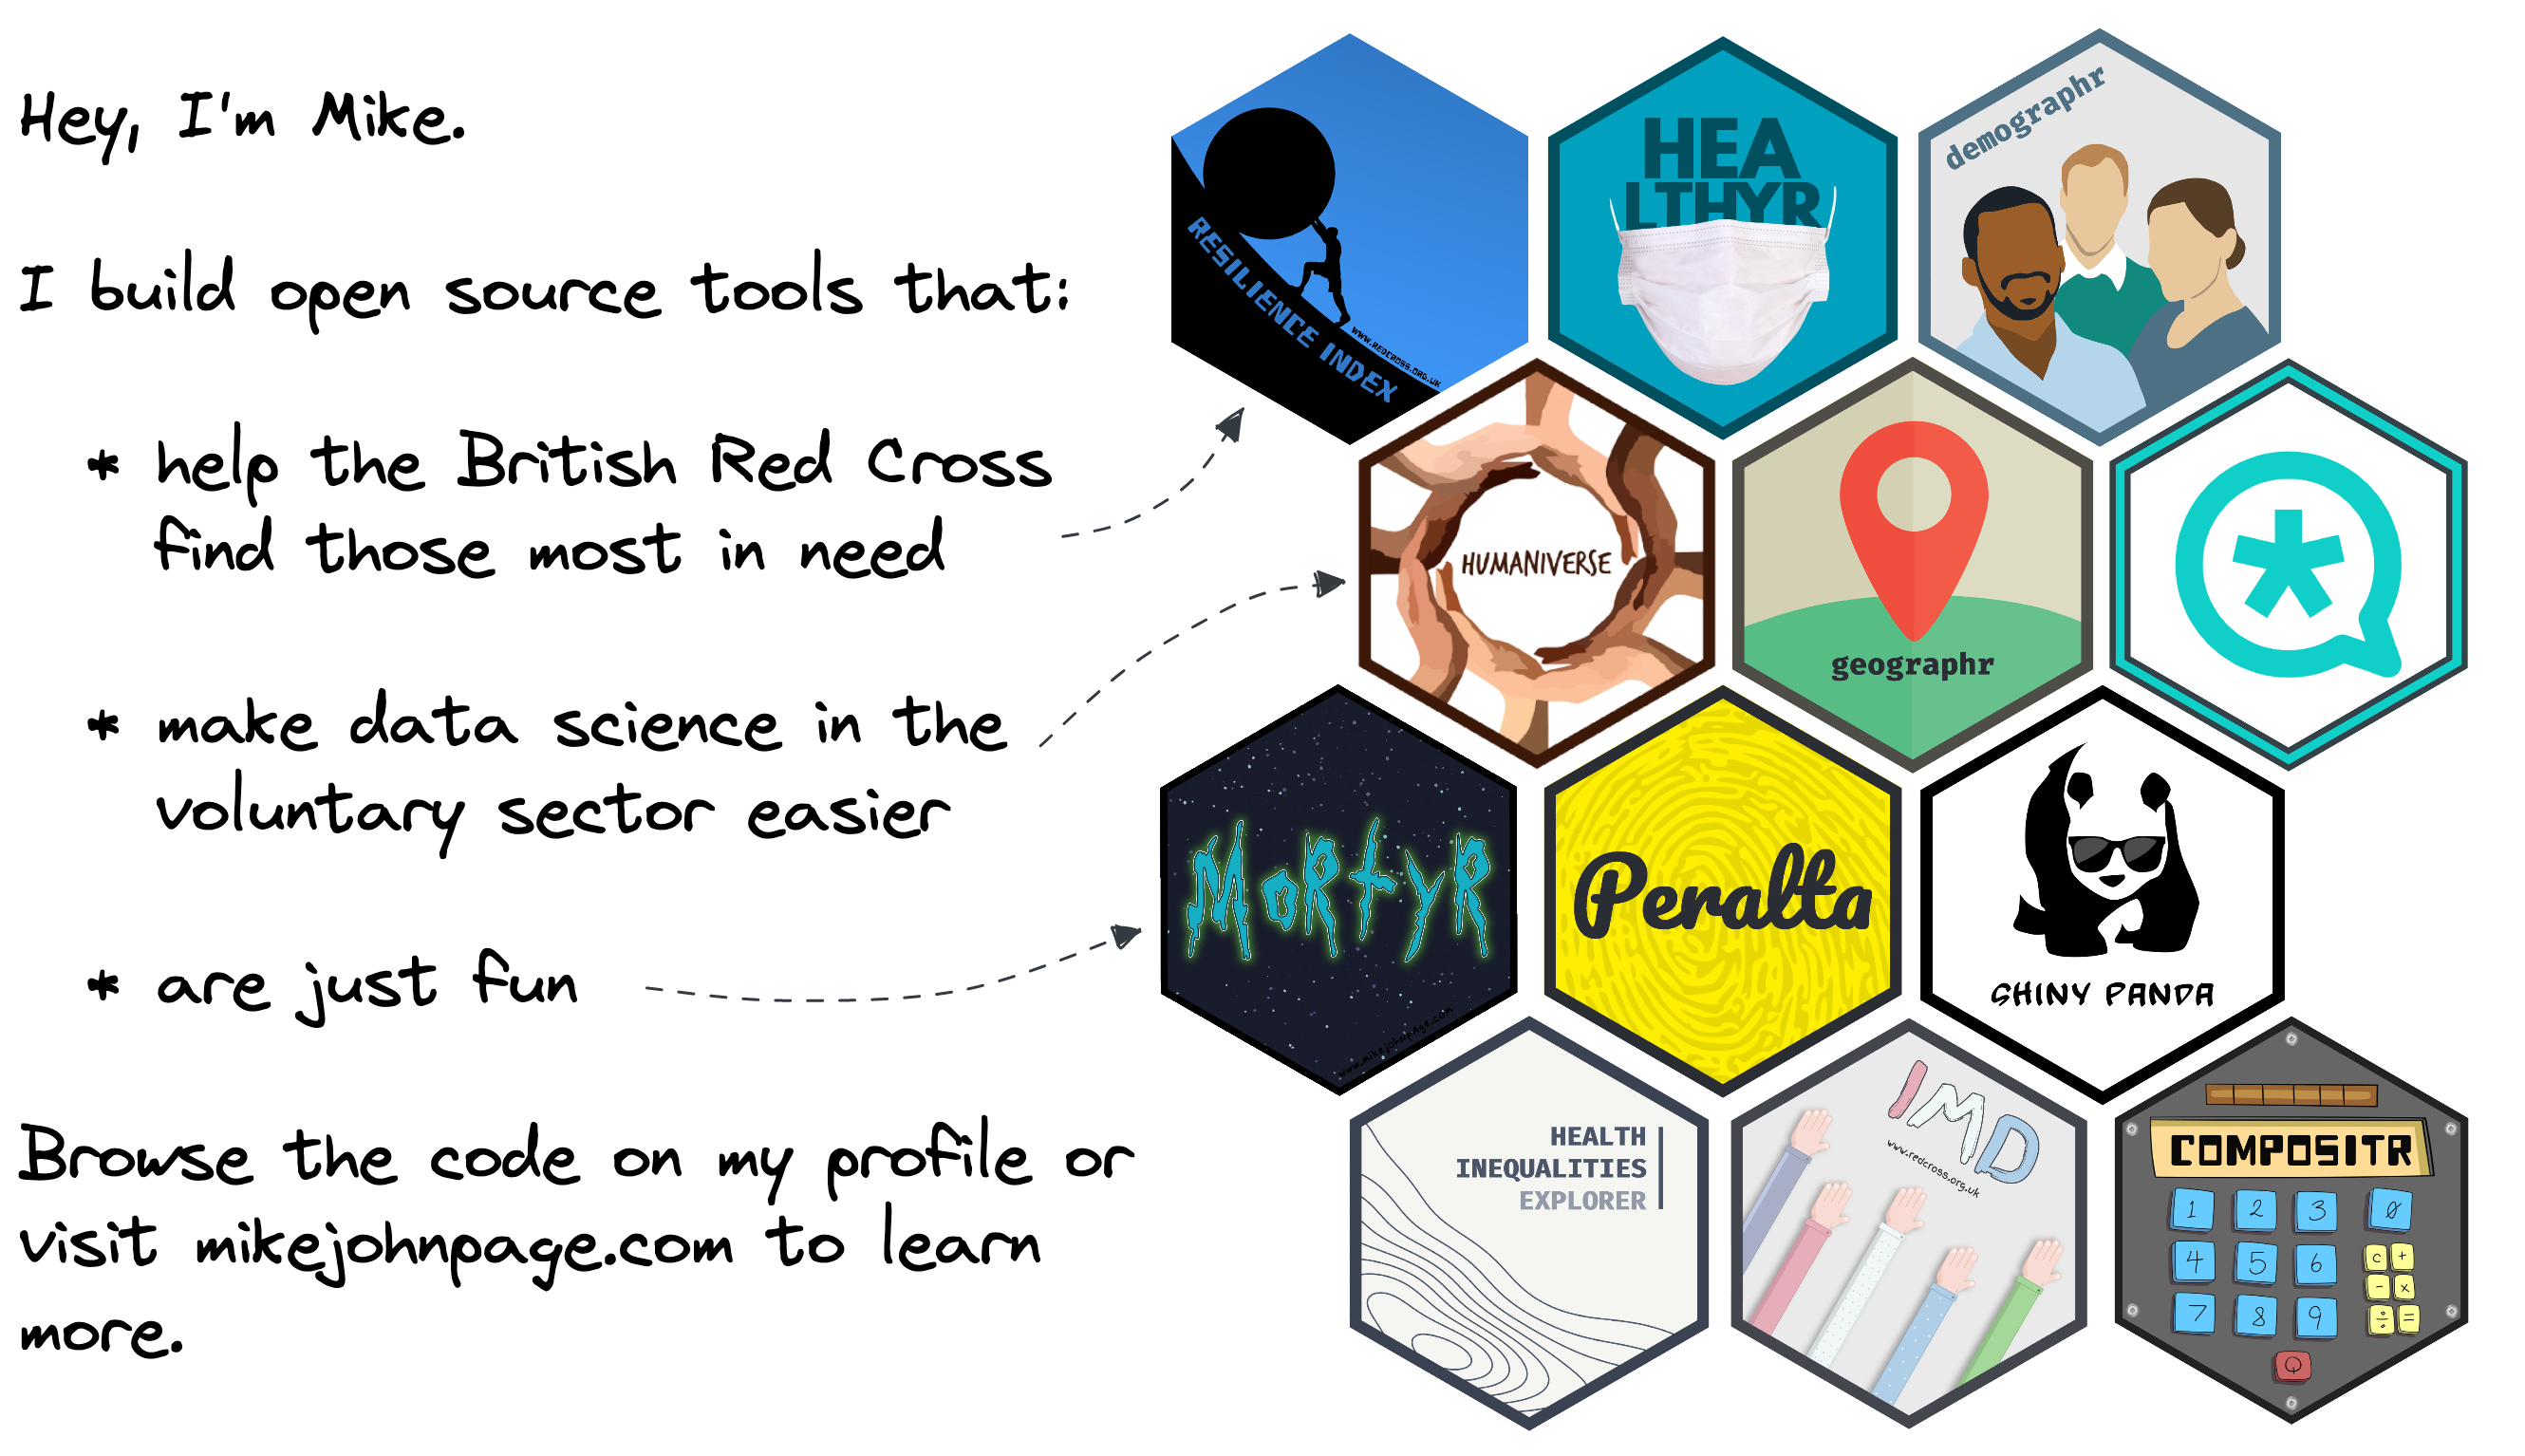 Hey, I'm Mike.
I build open source tools that:
* help the British Red Cross
find those most in need
* make data science in the
voluntary sector easier
* are just fun
Browse the code on my profile or
visit mikejohnpage.com to learn
more.
RESILIENCE INDEX
WWW.REDCROSS.ORG.UK
HEA
LTHYR
demographr
HUMANIVERSE
geographr
*
MoRtyR
www.mikejohnpage.com
Peralta
SHINY PANDA
HEALTH
INEQUALITIES
EXPLORER
IMD
www.redcross.org.uk
COMPOSITR
1 2 3 0
4 5 6 c +
- x
7 8 9 ÷ =
Q